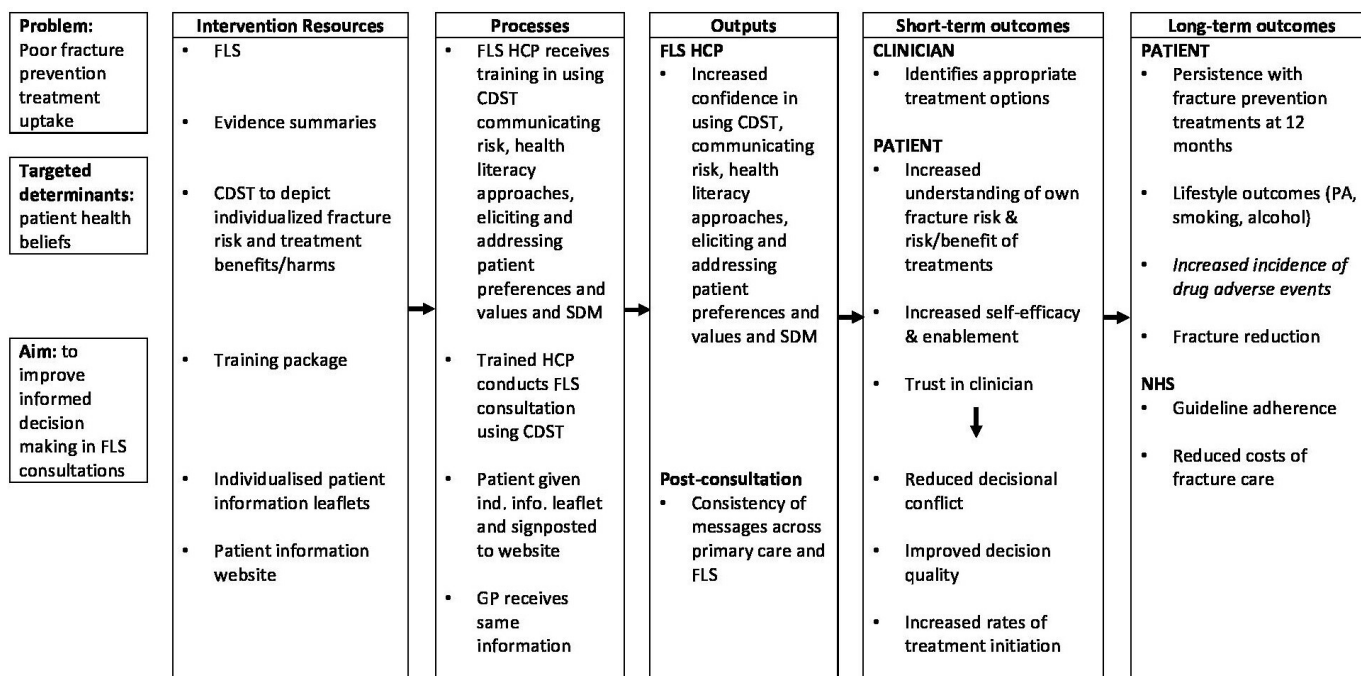 Problem:
Poor fracture
prevention
treatment
uptake
Targeted
determinants:
patient health
beliefs
Aim: to
improve
informed
decision
making in FLS
consultations
Intervention Resources
• FLS
• Evidence summaries
• CDST to depict
individualized fracture
risk and treatment
benefits/harms
• Training package
• Individualised patient
information leaflets
• Patient information
website
Processes
• FLS HCP receives
training in using
CDST
communicating
risk, health
literacy
approaches,
eliciting and
addressing
patient
preferences and
values and SDM
• Trained HCP
conducts FLS
consultation
using CDST
• Patient given
ind. info. leaflet
and signposted
to website
• GP receives
same
information
Outputs
FLS HCP
• Increased
confidence in
using CDST,
communicating
risk, health
literacy
approaches,
eliciting and
addressing
patient
preferences and
values and SDM
Post-consultation
• Consistency of
messages across
primary care and
FLS
Short-term outcomes
CLINICIAN
• Identifies appropriate
treatment options
PATIENT
• Increased
understanding of own
fracture risk &
risk/benefit of
treatments
• Increased self-efficacy
& enablement
• Trust in clinician
• Reduced decisional
conflict
• Improved decision
quality
• Increased rates of
treatment initiation
Long-term outcomes
PATIENT
• Persistence with
fracture prevention
treatments at 12
months
• Lifestyle outcomes (PA,
smoking, alcohol)
• Increased incidence of
drug adverse events
• Fracture reduction
NHS
• Guideline adherence
• Reduced costs of
fracture care